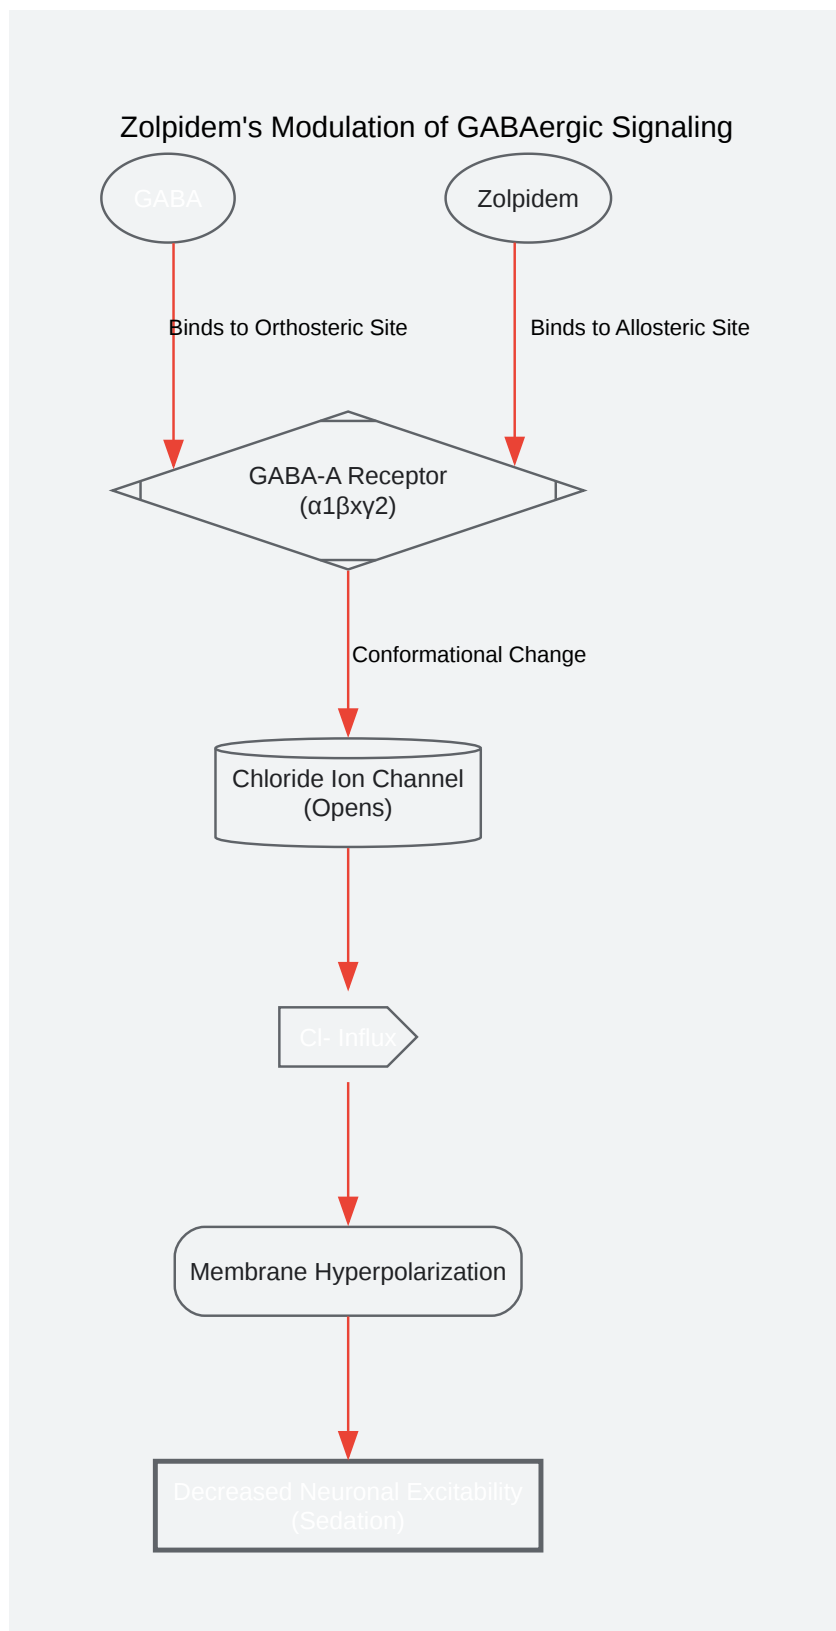 Zolpidem's Modulation of GABAergic Signaling
GABA
Zolpidem
Binds to Orthosteric Site
Binds to Allosteric Site
GABA-A Receptor
(α1βxγ2)
Conformational Change
Chloride Ion Channel
(Opens)
Cl- Influx
Membrane Hyperpolarization
Decreased Neuronal Excitability
(Sedation)